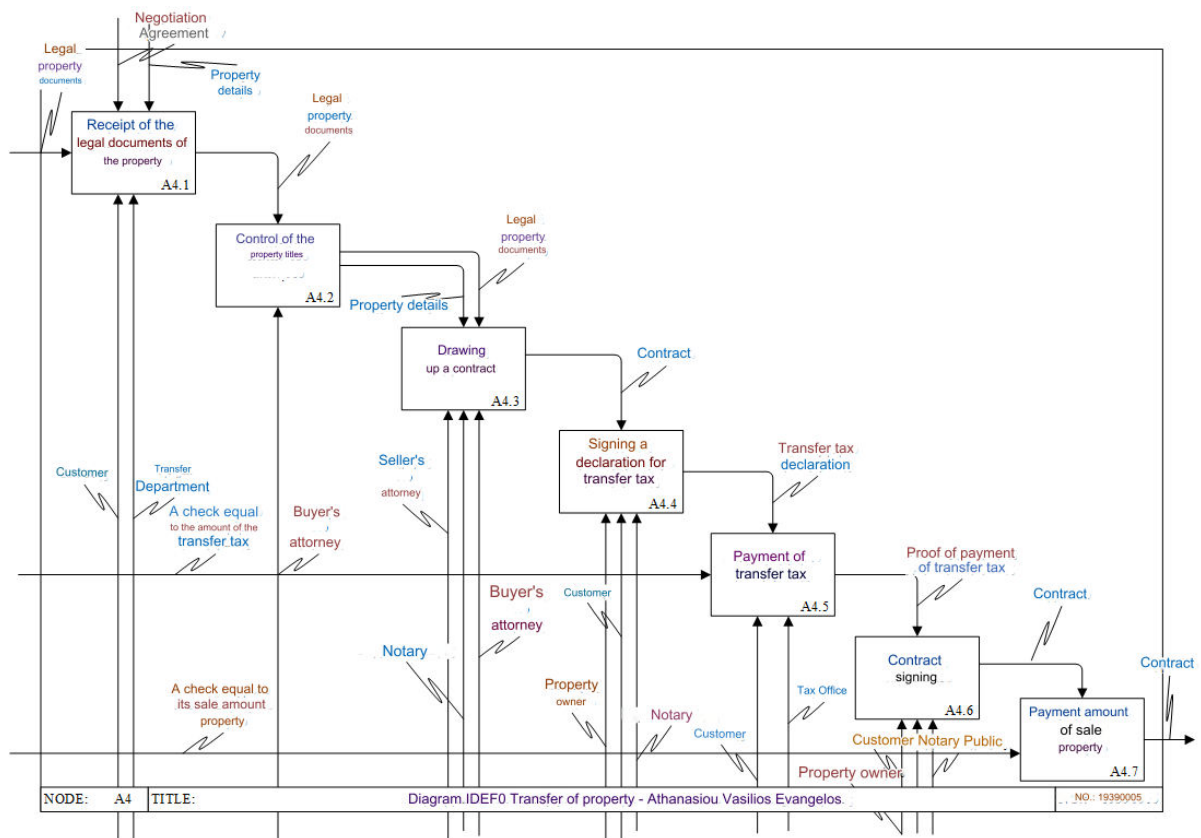 Negotiation
Agreement
Legal
property
documents
Property
details
Receipt of the
legal documents of
the property
A4.1
Legal
property
documents
Control of the
property titles
A4.2
Legal
property
documents
Property details
Drawing
up a contract
A4.3
Contract
Signing a
declaration for
transfer tax
A4.4
Transfer tax
declaration
Customer
Transfer
Department
A check equal
to the amount of the
transfer tax
Buyer's
attorney
Seller's
attorney
Payment of
transfer tax
A4.5
Proof of payment
of transfer tax
Buyer's
attorney
Customer
Notary
Contract
Contract
signing
A4.6
Contract
A check equal to
its sale amount
property
Property
owner
Notary
Customer
Tax Office
Customer Notary Public
Property owner
Payment amount
of sale
property
A4.7
NODE: A4 TITLE: Diagram.IDEF0 Transfer of property - Athanasiou Vasilios Evangelos. NO.: 19390005